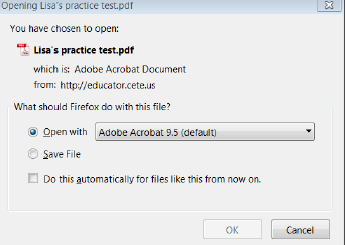 Opening Lisa's practice test.pdf
You have chosen to open:
Lisa's practice test.pdf
which is: Adobe Acrobat Document
from: http://educator.cete.us
What should Firefox do with this file?
Open with Adobe Acrobat 9.5 (default)
Save File
Do this automatically for files like this from now on.
OK Cancel